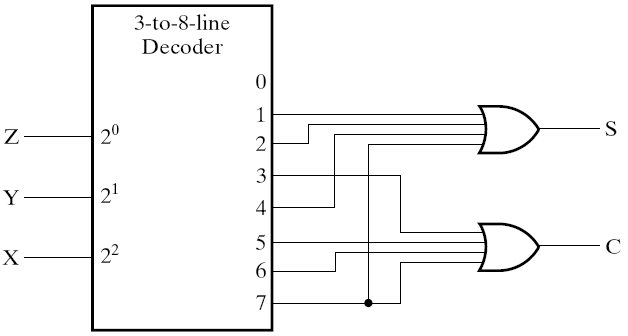 3-to-8-line
Decoder
0
1
2
3
4
5
6
7
Z
2⁰
Y
2¹
X
2²
S
C